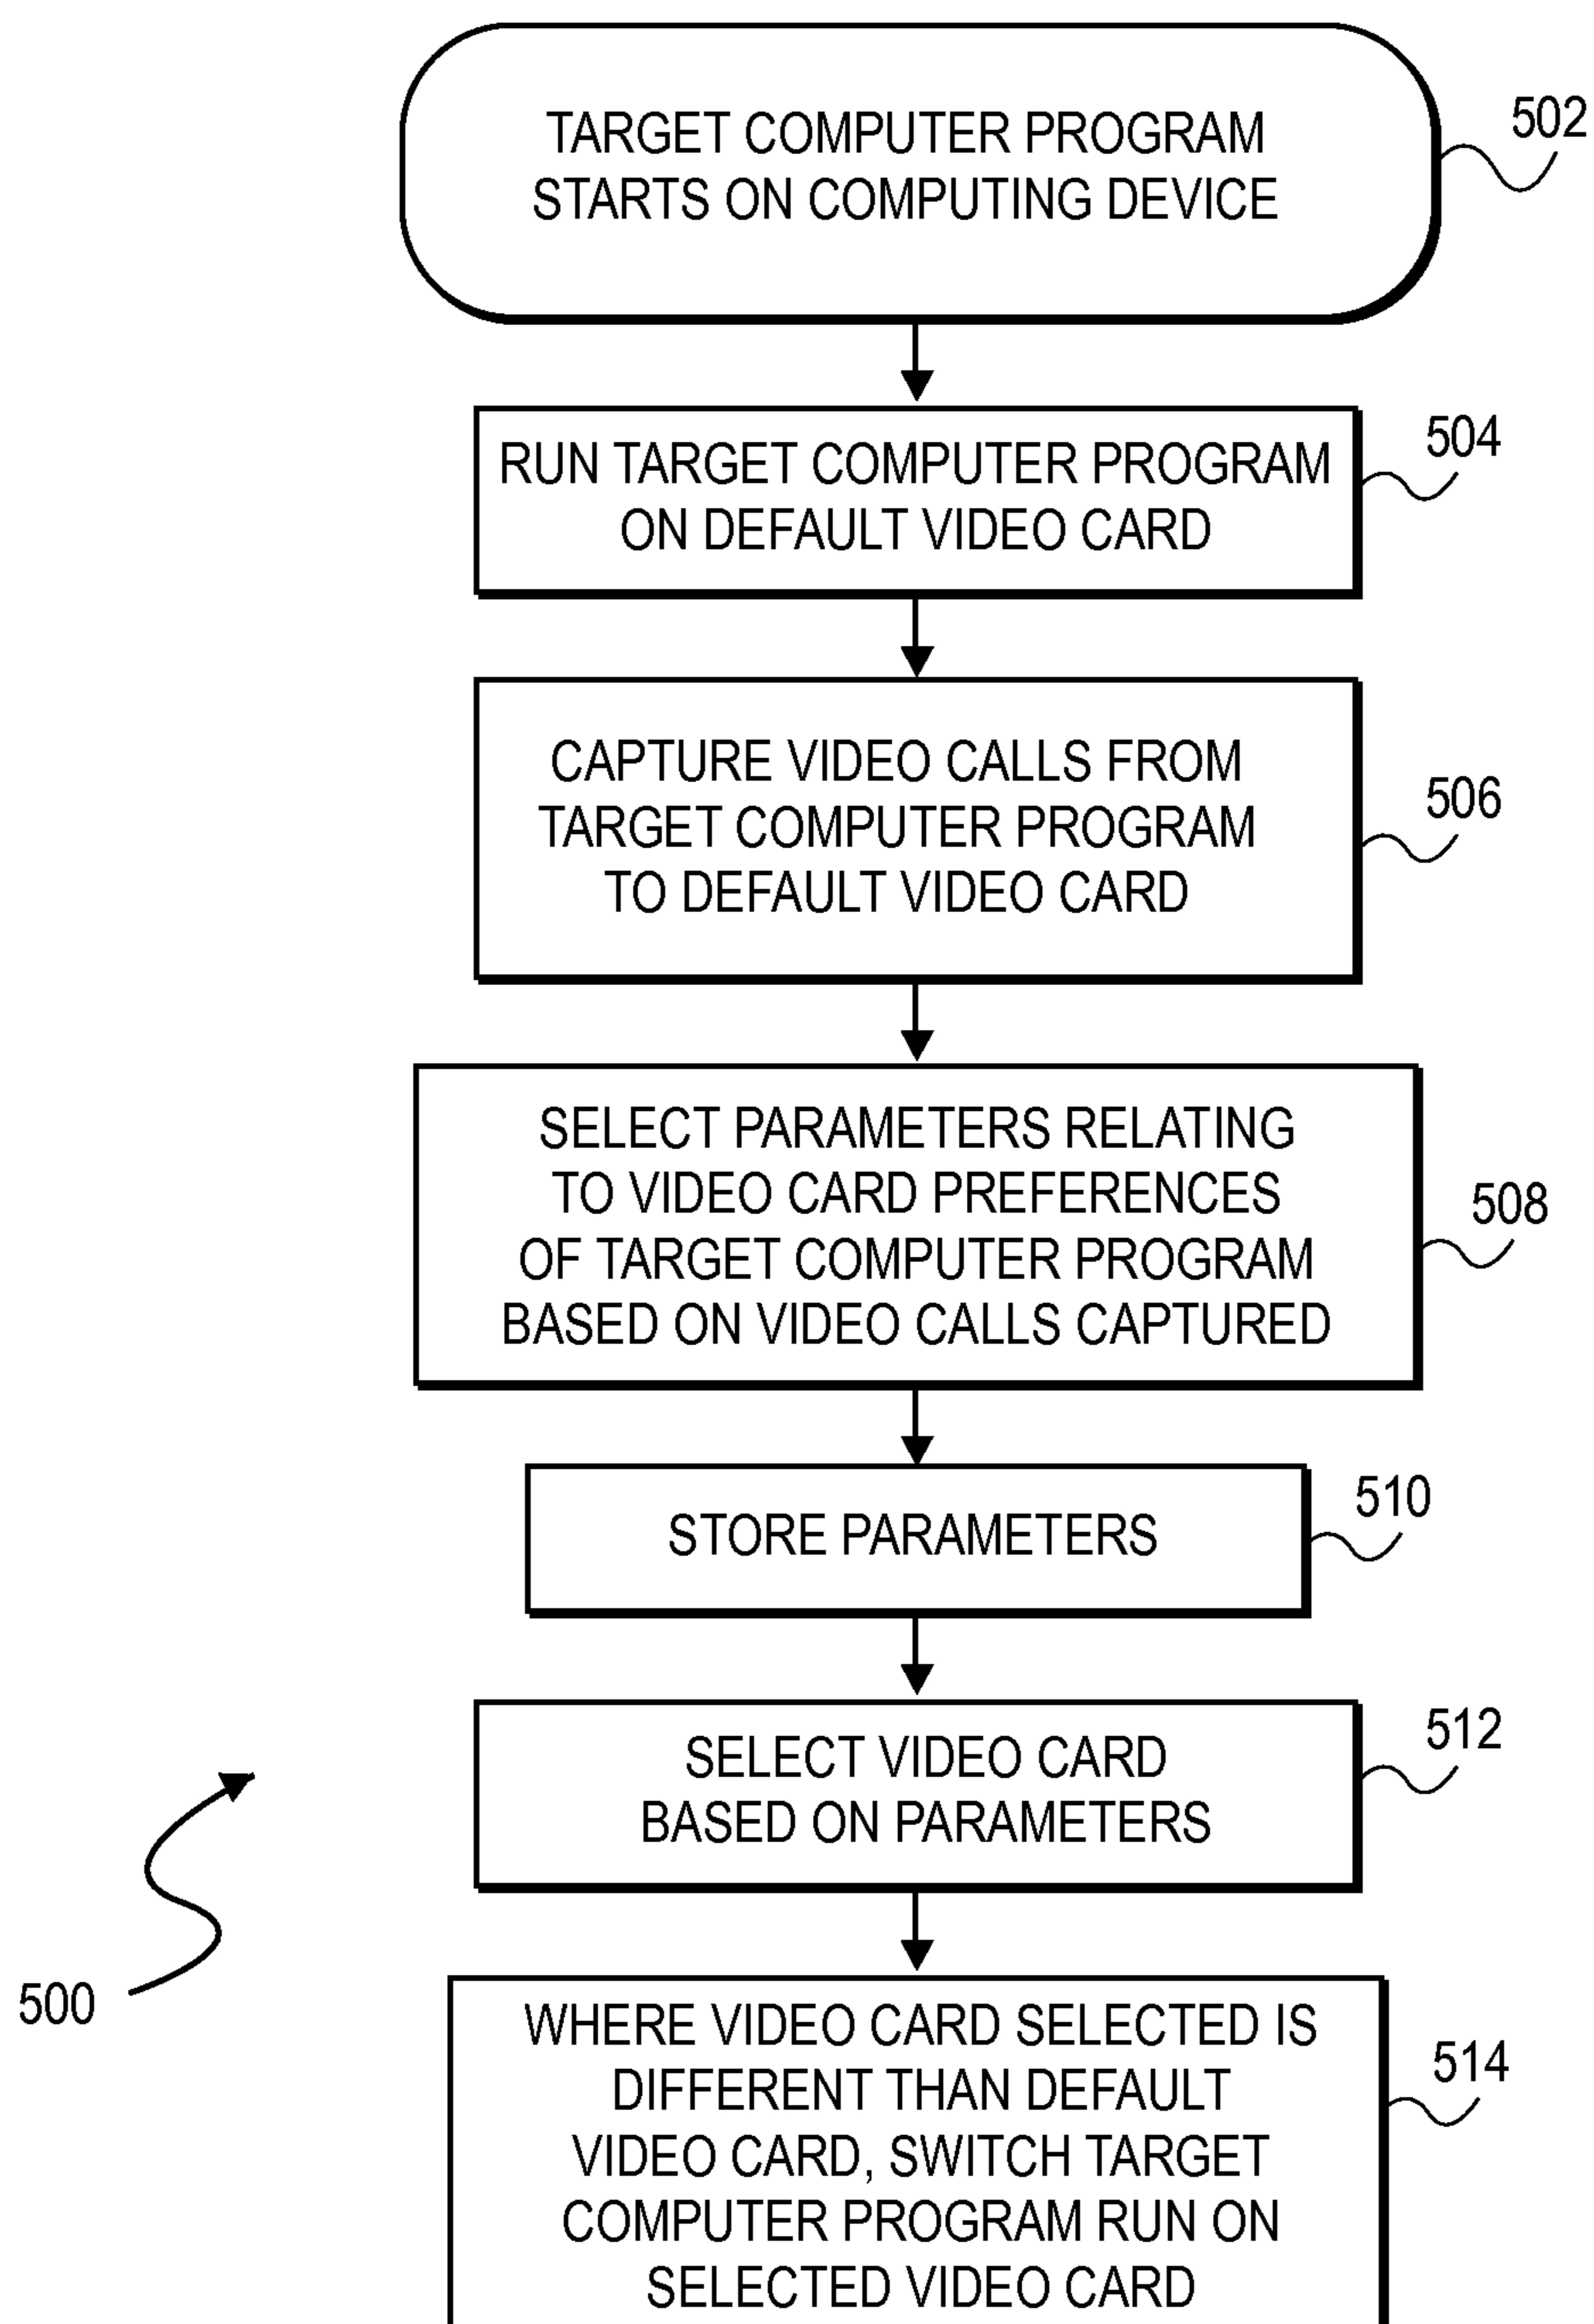 TARGET COMPUTER PROGRAM
STARTS ON COMPUTING DEVICE
502
RUN TARGET COMPUTER PROGRAM
ON DEFAULT VIDEO CARD
504
CAPTURE VIDEO CALLS FROM
TARGET COMPUTER PROGRAM
TO DEFAULT VIDEO CARD
506
SELECT PARAMETERS RELATING
TO VIDEO CARD PREFERENCES
OF TARGET COMPUTER PROGRAM
BASED ON VIDEO CALLS CAPTURED
508
STORE PARAMETERS
510
SELECT VIDEO CARD
BASED ON PARAMETERS
512
WHERE VIDEO CARD SELECTED IS
DIFFERENT THAN DEFAULT
VIDEO CARD, SWITCH TARGET
COMPUTER PROGRAM RUN ON
SELECTED VIDEO CARD
514
500